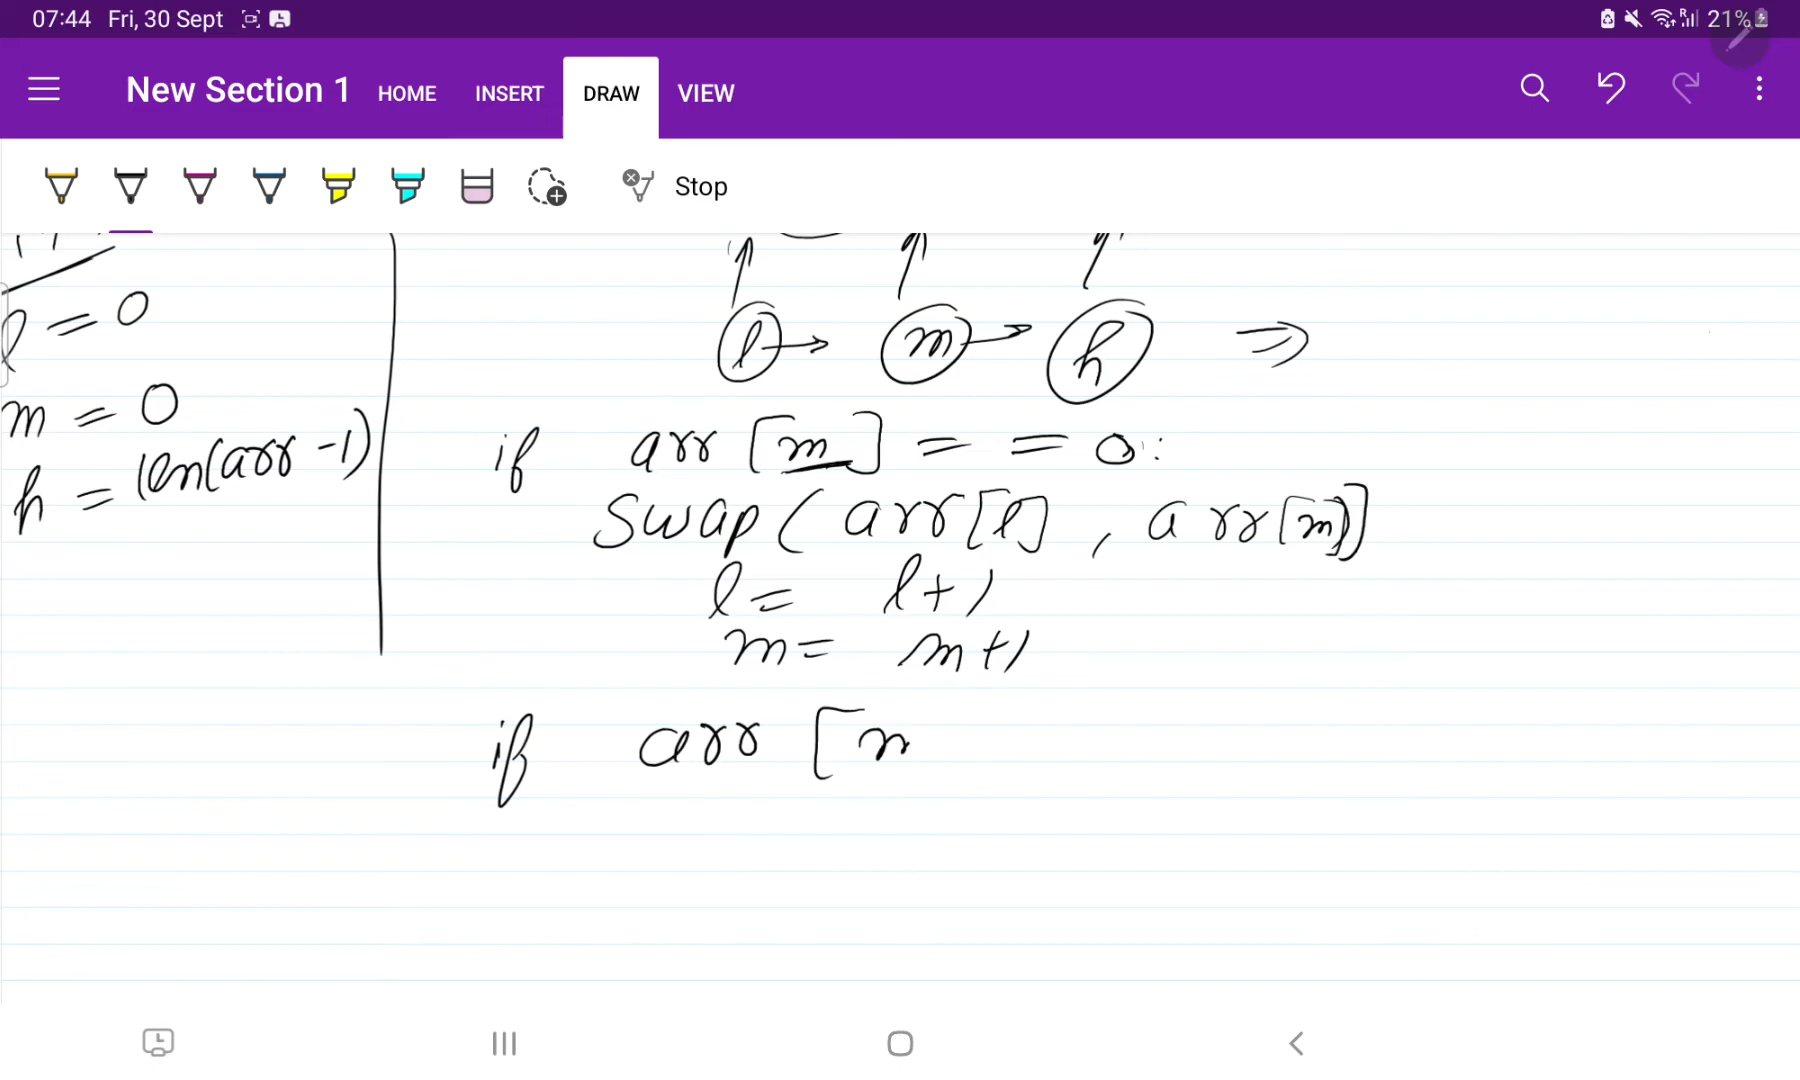 07:44 Fri, 30 Sept 21%
New Section 1 HOME INSERT DRAW VIEW
Stop
l = 0
m = 0
h = len(arr -1)
l m h ⇒
if arr [m] = = 0:
Swap ( arr[l] , arr[m])
l = l+1
m = m+1
if arr [m